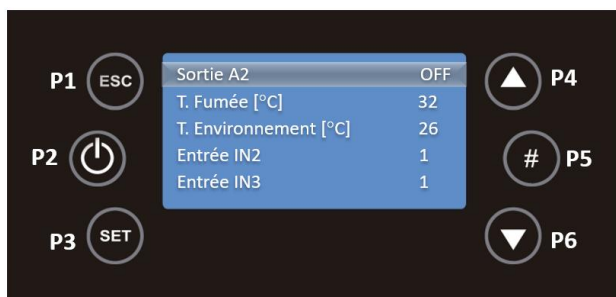 P1 ESC
P2
P3 SET
Sortie A2 OFF
T. Fumée [°C] 32
T. Environnement [°C] 26
Entrée IN2 1
Entrée IN3 1
P4
# P5
P6